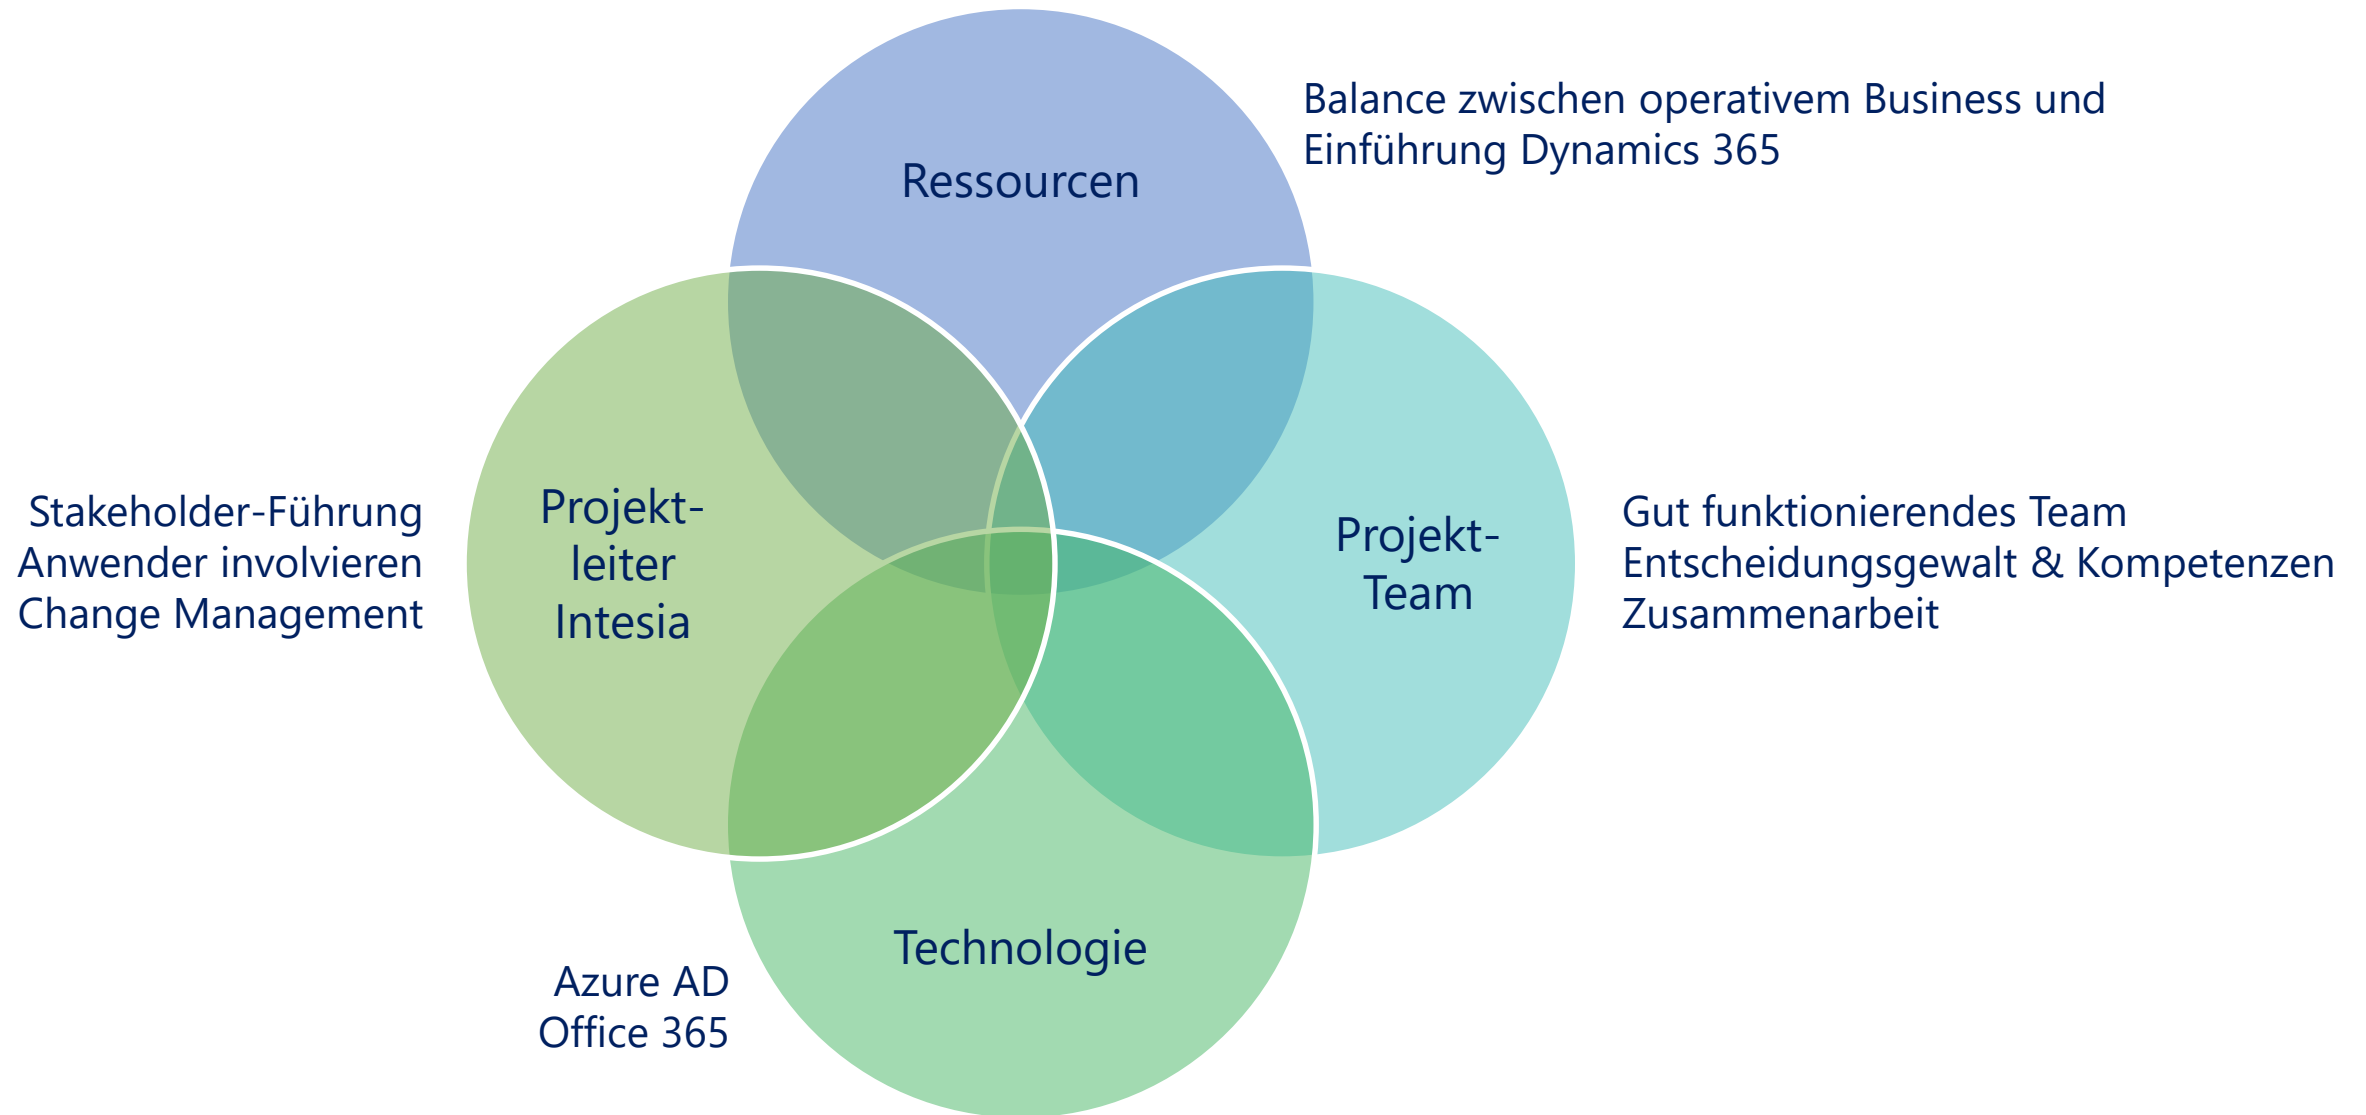 Ressourcen
Balance zwischen operativem Business und
Einführung Dynamics 365
Stakeholder-Führung
Anwender involvieren
Change Management
Projekt-
leiter
Intesia
Projekt-
Team
Gut funktionierendes Team
Entscheidungsgewalt & Kompetenzen
Zusammenarbeit
Technologie
Azure AD
Office 365